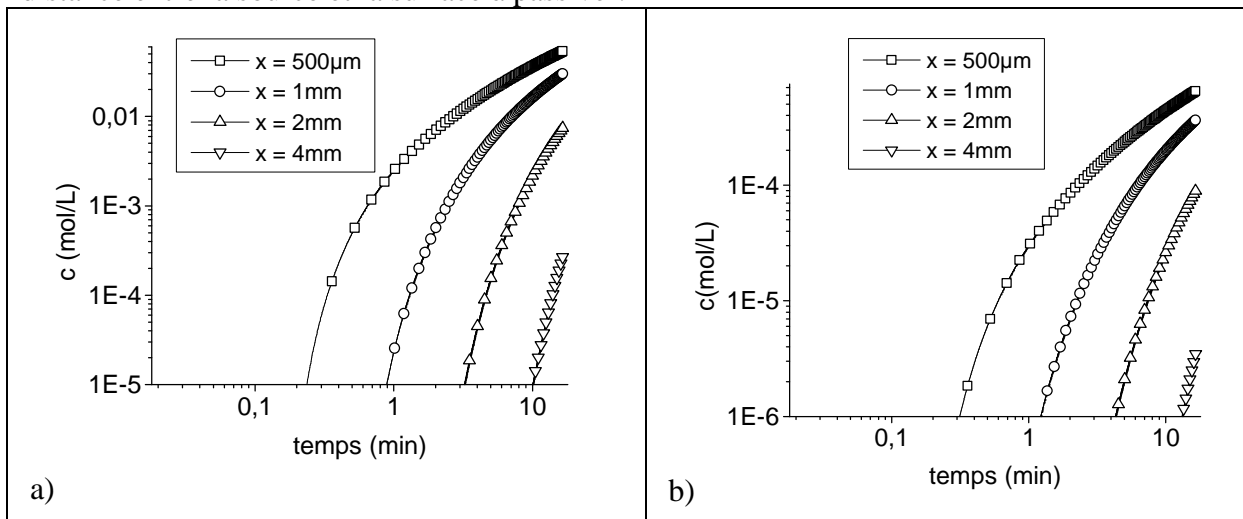 x = 500µm
x = 1mm
x = 2mm
x = 4mm
0,01
1E-3
1E-4
1E-5
c (mol/L)
0,1
1
10
temps (min)
a)
x = 500µm
x = 1mm
x = 2mm
x = 4mm
1E-4
1E-5
1E-6
c(mol/L)
0,1
1
10
temps (min)
b)